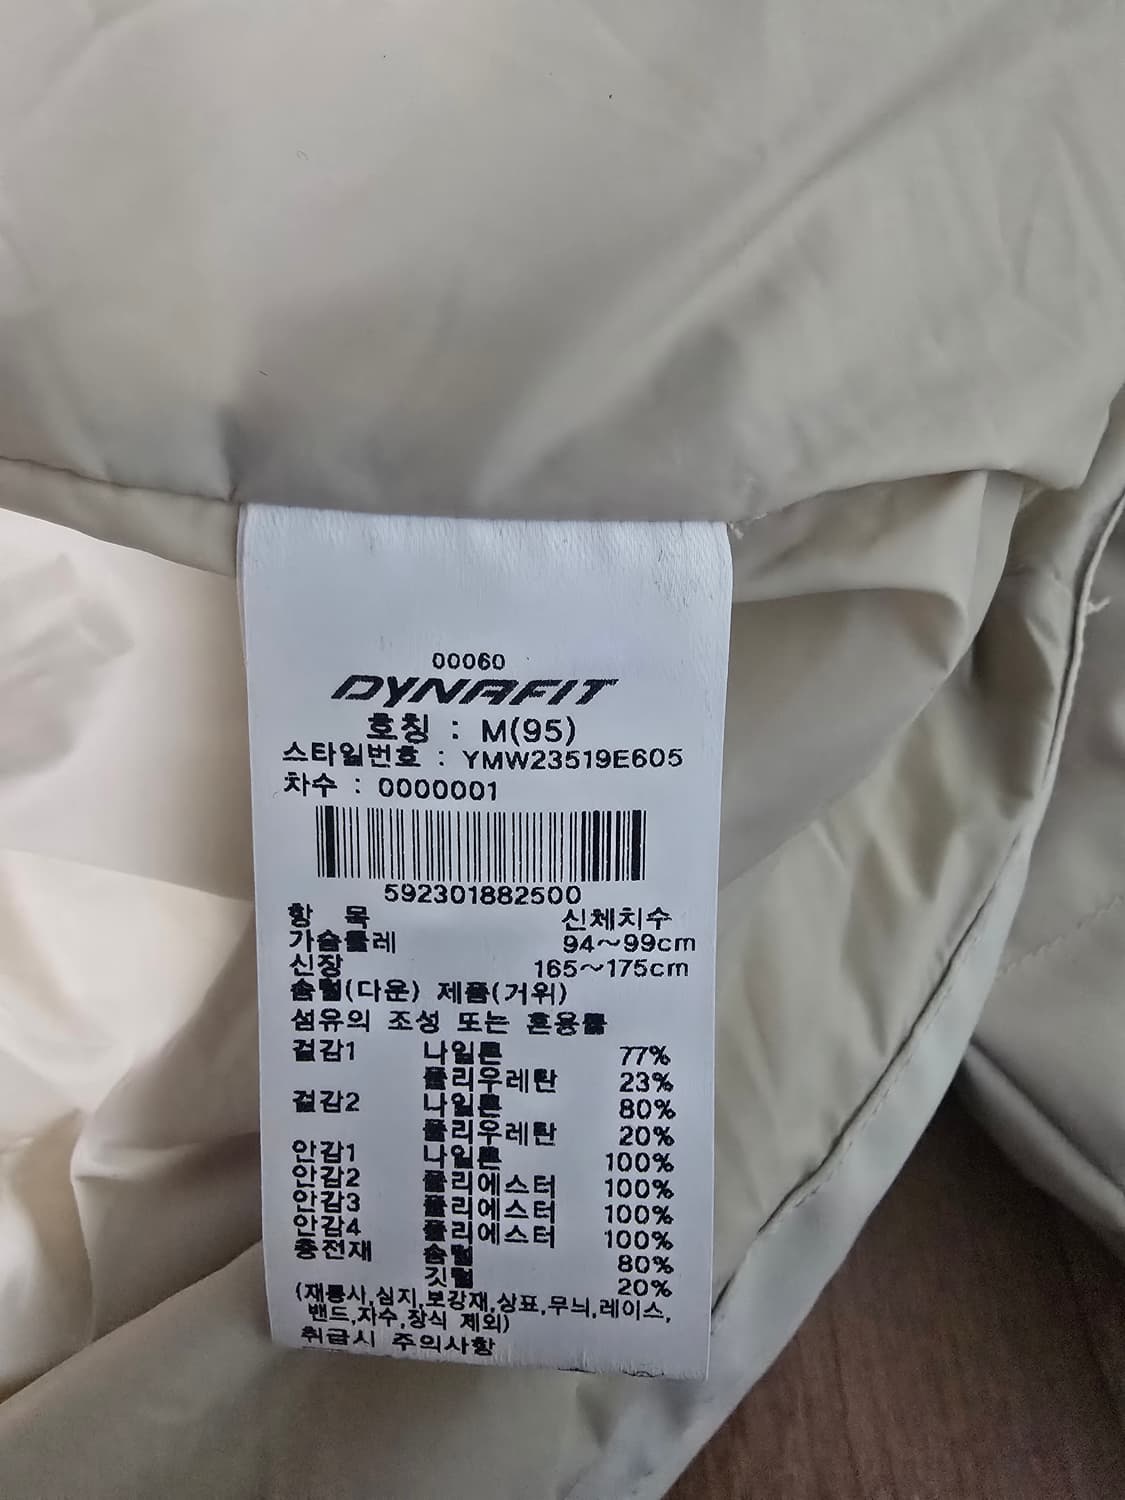 00060
DYNAFIT
호칭 : M(95)
스타일번호 : YMW23519E605
차수 : 0000001
592301882500
항 목 신체치수
가슴둘레 94~99cm
신장 165~175cm
솜털(다운) 제품(거위)
섬유의 조성 또는 혼용률
겉감1 나일론 77%
폴리우레탄 23%
겉감2 나일론 80%
폴리우레탄 20%
안감1 나일론 100%
안감2 폴리에스터 100%
안감3 폴리에스터 100%
안감4 폴리에스터 100%
충전재 솜털 80%
깃털 20%
(재봉사,심지,보강재,상표,무늬,레이스,
밴드,자수,장식 제외)
취급시 주의사항